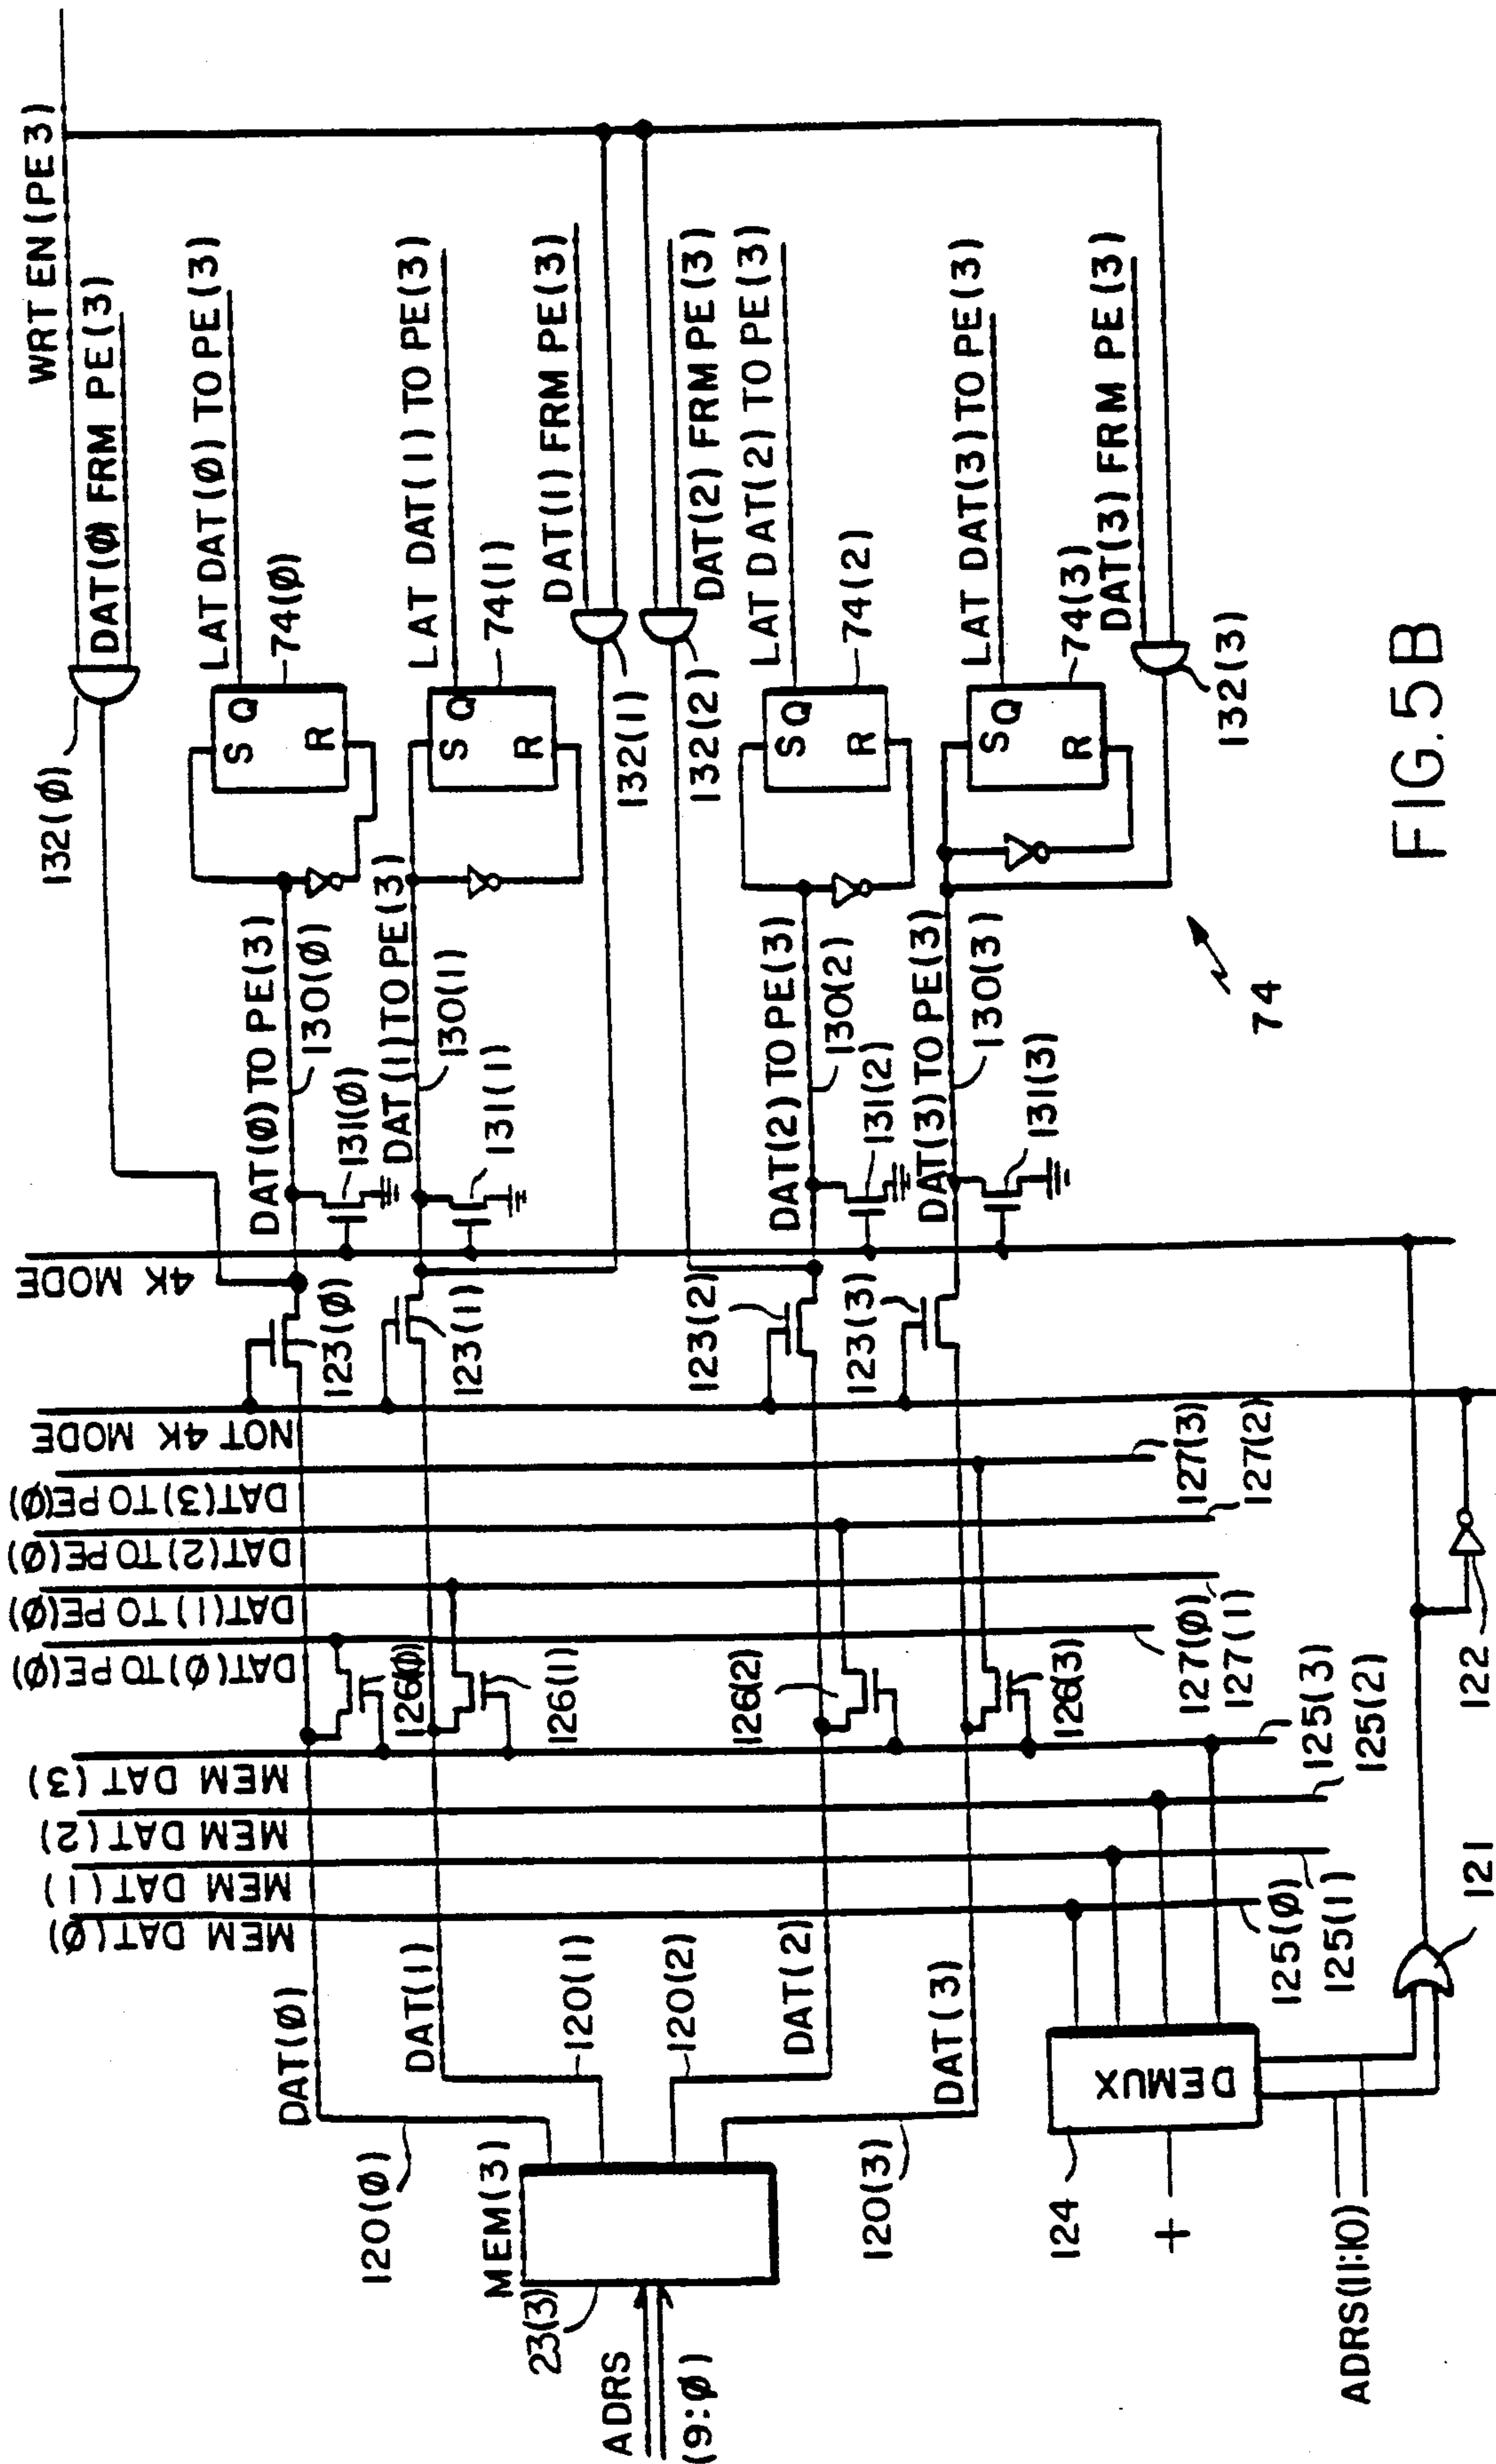 WRT EN (PE 3)
DAT(Ø) FRM PE(3)
132(Ø)
LAT DAT(Ø) TO PE(3)
S Q
R
74(Ø)
DAT(Ø) TO PE(3)
130(Ø)
131(Ø)
LAT DAT(1) TO PE(3)
S Q
R
74(1)
DAT(1) TO PE(3)
130(1)
131(1)
DAT(1) FRM PE(3)
132(1)
132(2)
DAT(2) FRM PE(3)
LAT DAT(2) TO PE(3)
S Q
R
74(2)
DAT(2) TO PE(3)
130(2)
131(2)
LAT DAT(3) TO PE(3)
S Q
R
74(3)
DAT(3) TO PE(3)
130(3)
131(3)
DAT(3) FRM PE(3)
132(3)
74
4K MODE
NOT 4K MODE
123(Ø)
123(1)
123(2)
123(3)
DAT(3) TO PE(Ø)
DAT(2) TO PE(Ø)
DAT(1) TO PE(Ø)
DAT(Ø) TO PE(Ø)
126(Ø)
126(1)
126(2)
126(3)
127(3)
127(2)
127(Ø)
127(1)
MEM DAT(3)
MEM DAT(2)
MEM DAT(1)
MEM DAT(Ø)
125(3)
125(2)
125(Ø)
125(1)
DAT(Ø)
DAT(1)
DAT(2)
DAT(3)
120(Ø)
120(1)
120(2)
120(3)
MEM(3)
23(3)
ADRS
(9:Ø)
124
DEMUX
+
ADRS(11:10)
121
122
FIG. 5B